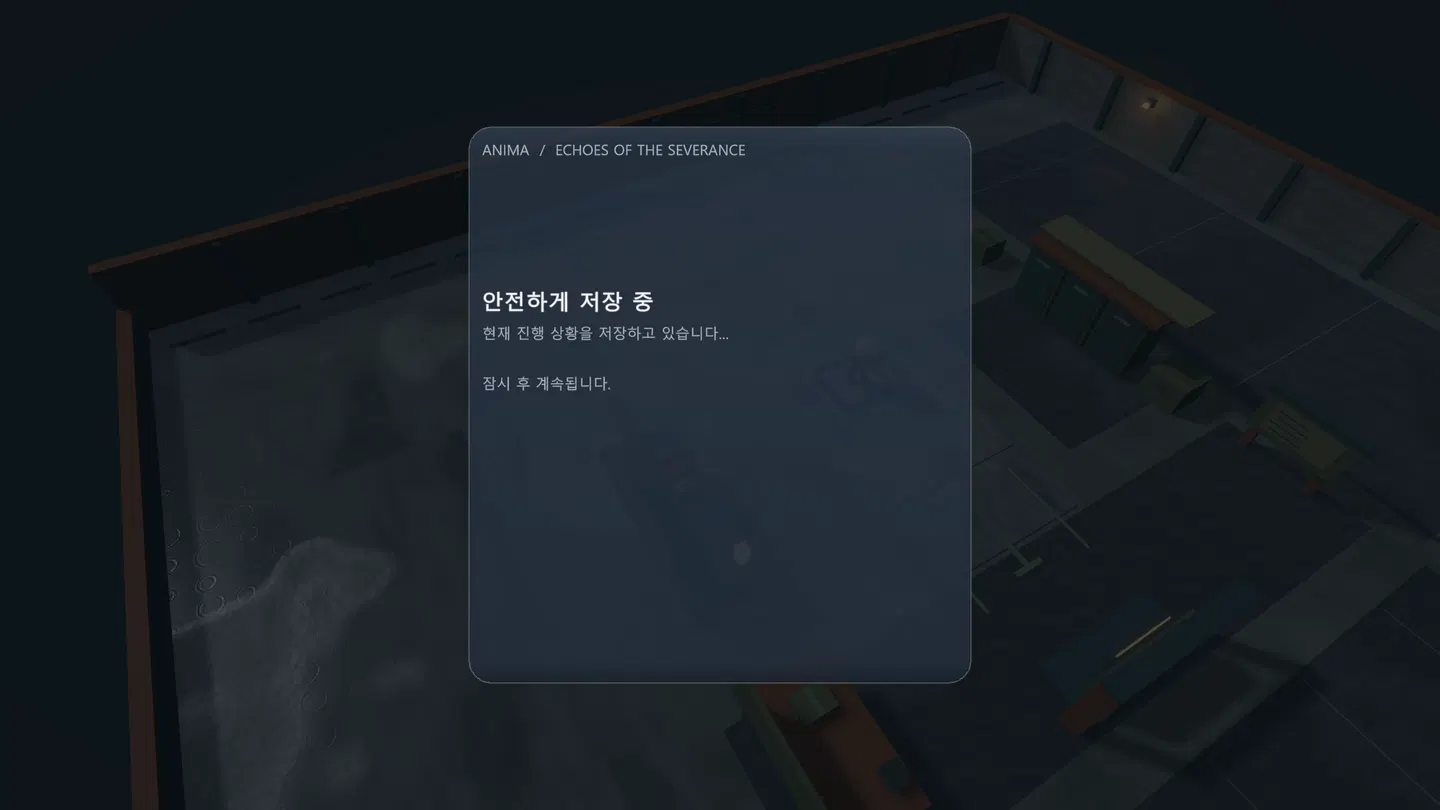 ANIMA / ECHOES OF THE SEVERANCE
안전하게 저장 중
현재 진행 상황을 저장하고 있습니다...
잠시 후 계속됩니다.